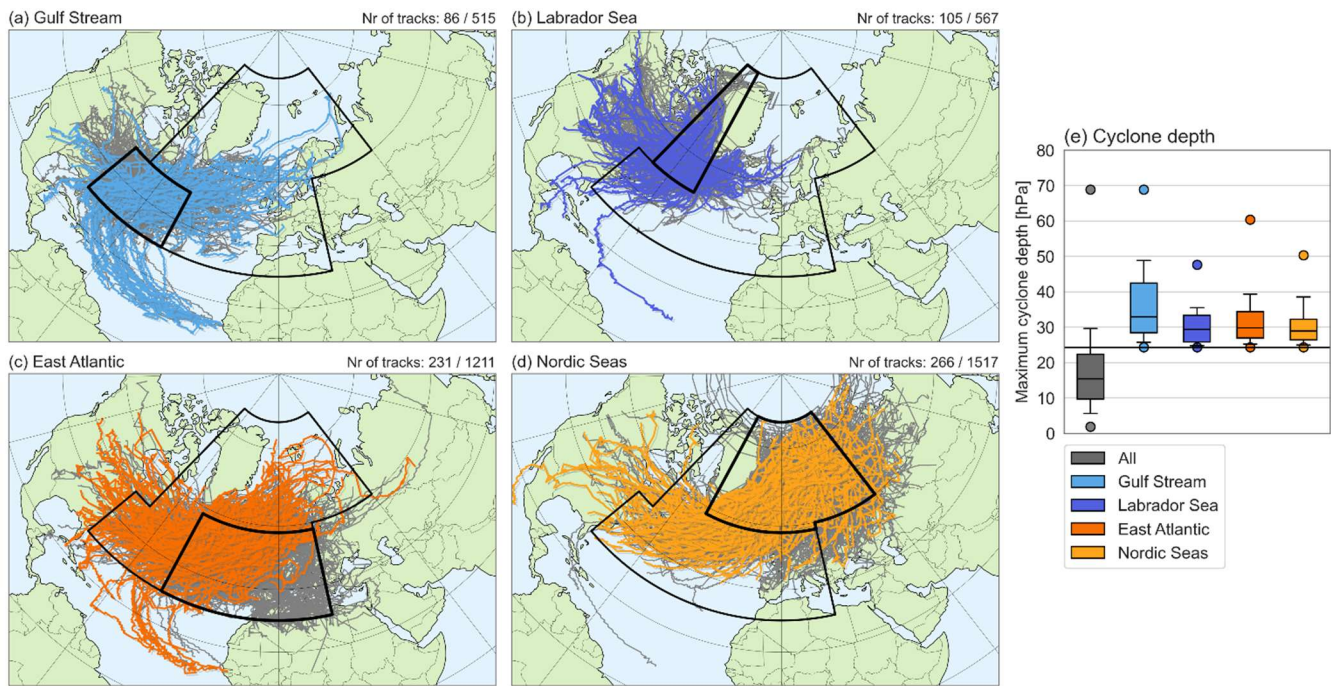 (a) Gulf Stream
Nr of tracks: 86 / 515
(b) Labrador Sea
Nr of tracks: 105 / 567
(c) East Atlantic
Nr of tracks: 231 / 1211
(d) Nordic Seas
Nr of tracks: 266 / 1517
(e) Cyclone depth
Maximum cyclone depth [hPa]
80
70
60
50
40
30
20
10
0
All
Gulf Stream
Labrador Sea
East Atlantic
Nordic Seas